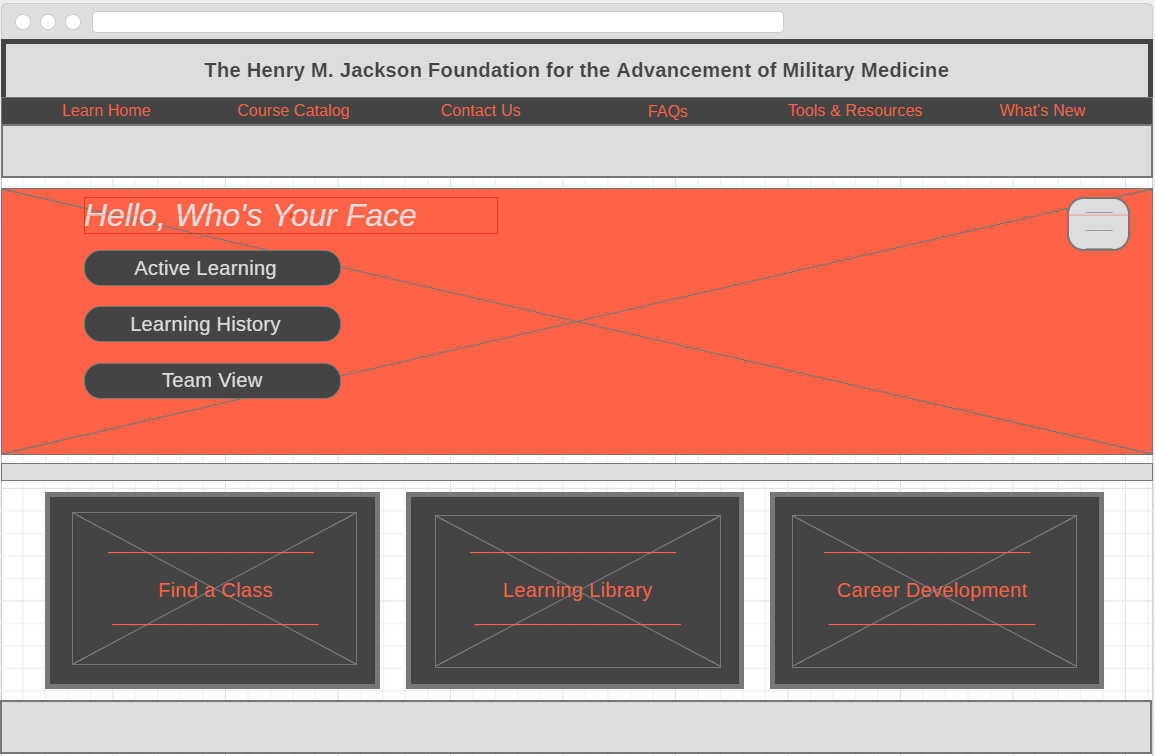 The Henry M. Jackson Foundation for the Advancement of Military Medicine
Learn Home Course Catalog Contact Us FAQs Tools & Resources What's New
Hello, Who's Your Face
Active Learning
Learning History
Team View
Find a Class Learning Library Career Development